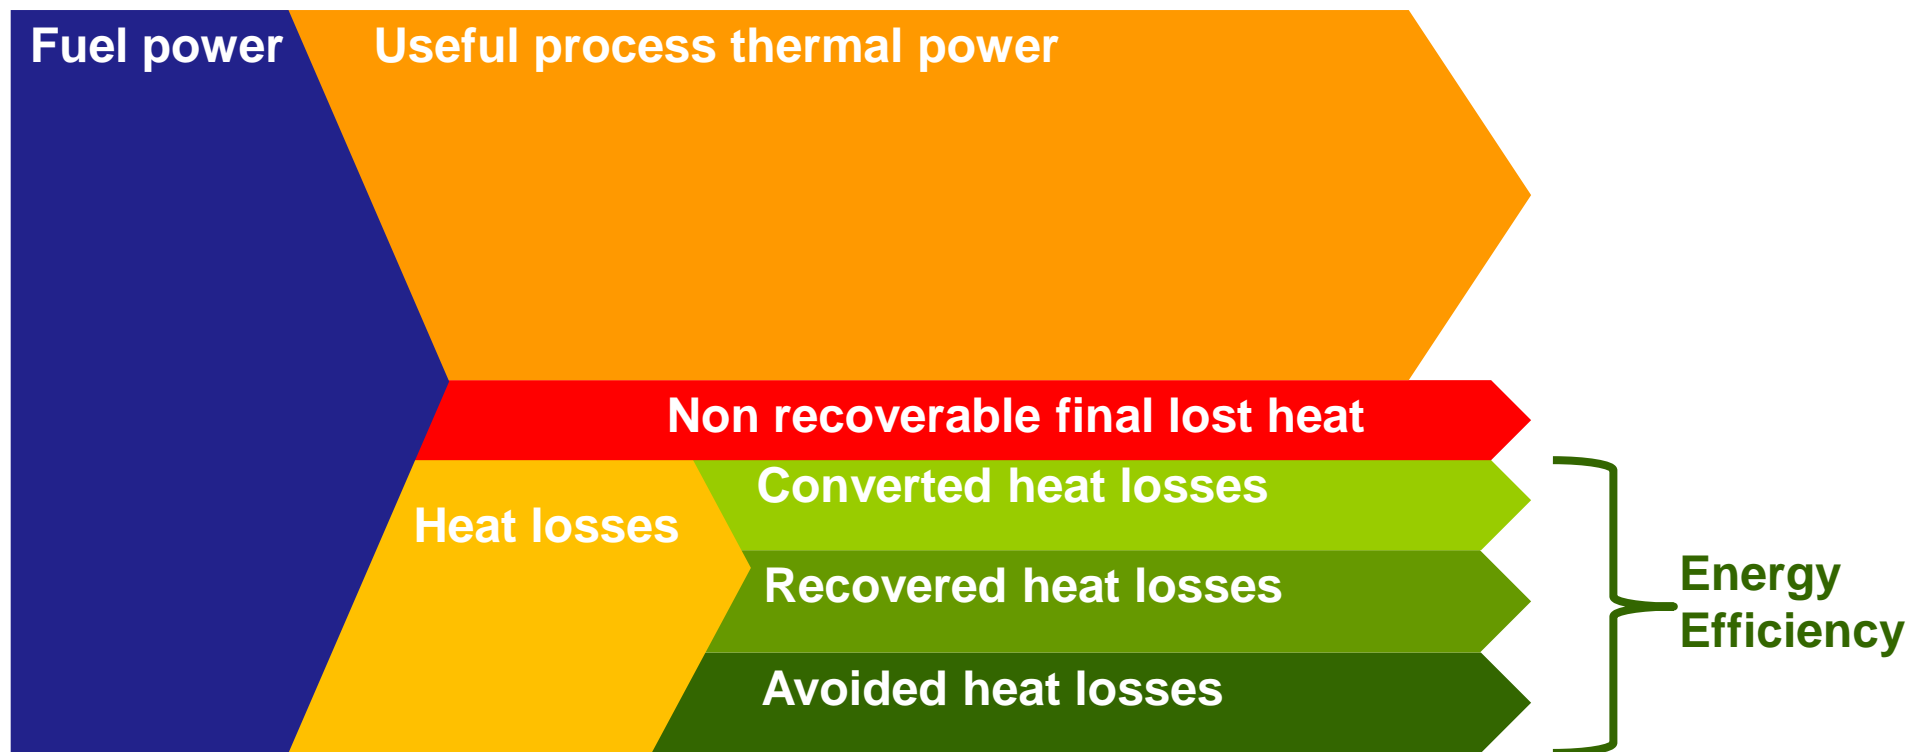 Fuel power
Useful process thermal power
Non recoverable final lost heat
Heat losses
Converted heat losses
Recovered heat losses
Avoided heat losses
Energy
Efficiency